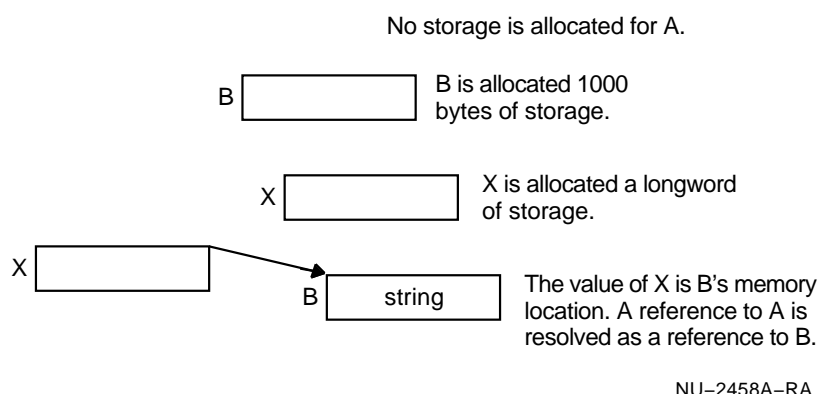 No storage is allocated for A.
B
B is allocated 1000
bytes of storage.
X
X is allocated a longword
of storage.
X
B
string
The value of X is B’s memory
location. A reference to A is
resolved as a reference to B.
NU−2458A−RA